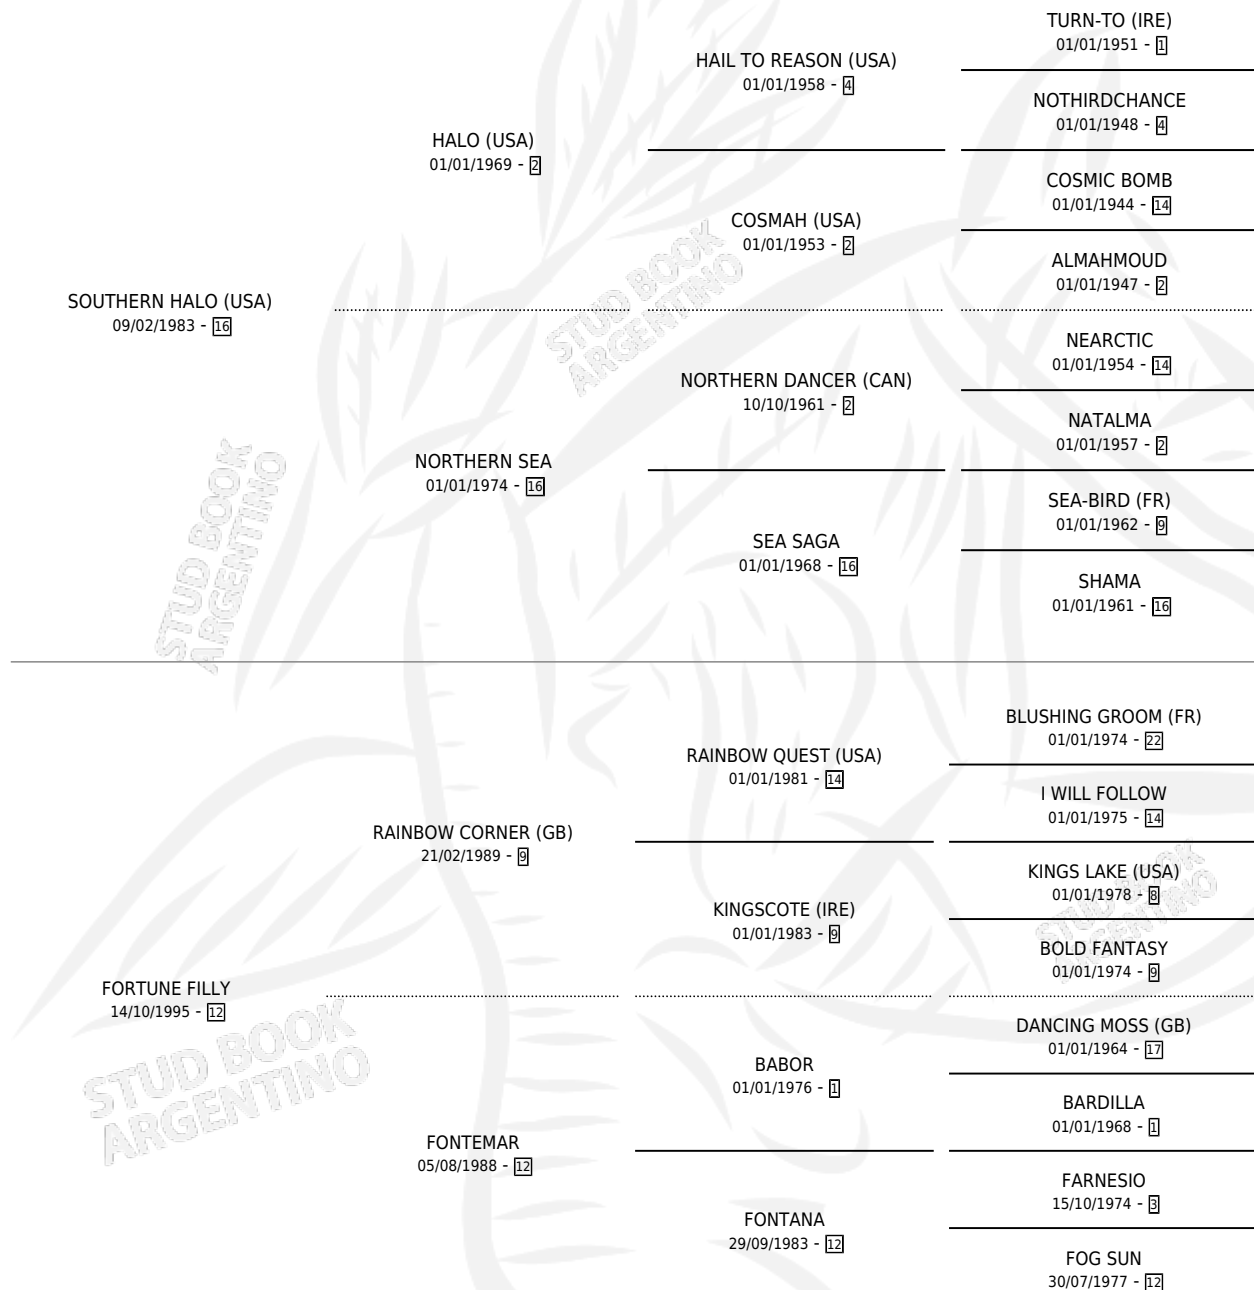 TURN-TO (IRE)
01/01/1951 - 1
HAIL TO REASON (USA)
01/01/1958 - 4
NOTHIRDCHANCE
01/01/1948 - 4
HALO (USA)
01/01/1969 - 2
COSMIC BOMB
01/01/1944 - 14
COSMAH (USA)
01/01/1953 - 2
ALMAHMOUD
01/01/1947 - 2
SOUTHERN HALO (USA)
09/02/1983 - 16
STUD BOOK
ARGENTINO
NEARCTIC
01/01/1954 - 14
NORTHERN DANCER (CAN)
10/10/1961 - 2
NATALMA
01/01/1957 - 2
NORTHERN SEA
01/01/1974 - 16
SEA-BIRD (FR)
01/01/1962 - 9
SEA SAGA
01/01/1968 - 16
SHAMA
01/01/1961 - 16
STUD BOOK
ARGENTINO
BLUSHING GROOM (FR)
01/01/1974 - 22
RAINBOW QUEST (USA)
01/01/1981 - 14
I WILL FOLLOW
01/01/1975 - 14
RAINBOW CORNER (GB)
21/02/1989 - 9
KINGS LAKE (USA)
01/01/1978 - 8
KINGSCOTE (IRE)
01/01/1983 - 9
STUD BOOK
ARGENTINO
BOLD FANTASY
01/01/1974 - 9
FORTUNE FILLY
14/10/1995 - 12
STUD BOOK
ARGENTINO
DANCING MOSS (GB)
01/01/1964 - 17
BABOR
01/01/1976 - 1
BARDILLA
01/01/1968 - 1
FONTEMAR
05/08/1988 - 12
FARNESIO
15/10/1974 - 3
FONTANA
29/09/1983 - 12
FOG SUN
30/07/1977 - 12